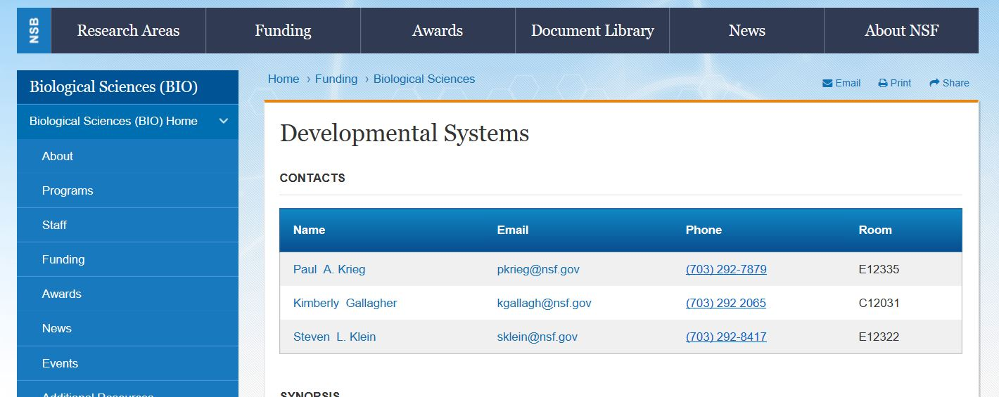 NSB
Research Areas
Funding
Awards
Document Library
News
About NSF
Biological Sciences (BIO)
Biological Sciences (BIO) Home
About
Programs
Staff
Funding
Awards
News
Events
Additional Resources
Home › Funding › Biological Sciences
Email Print Share
Developmental Systems
CONTACTS
Name Email Phone Room
Paul A. Krieg pkrieg@nsf.gov (703) 292-7879 E12335
Kimberly Gallagher kgallagh@nsf.gov (703) 292 2065 C12031
Steven L. Klein sklein@nsf.gov (703) 292-8417 E12322
SYNOPSIS